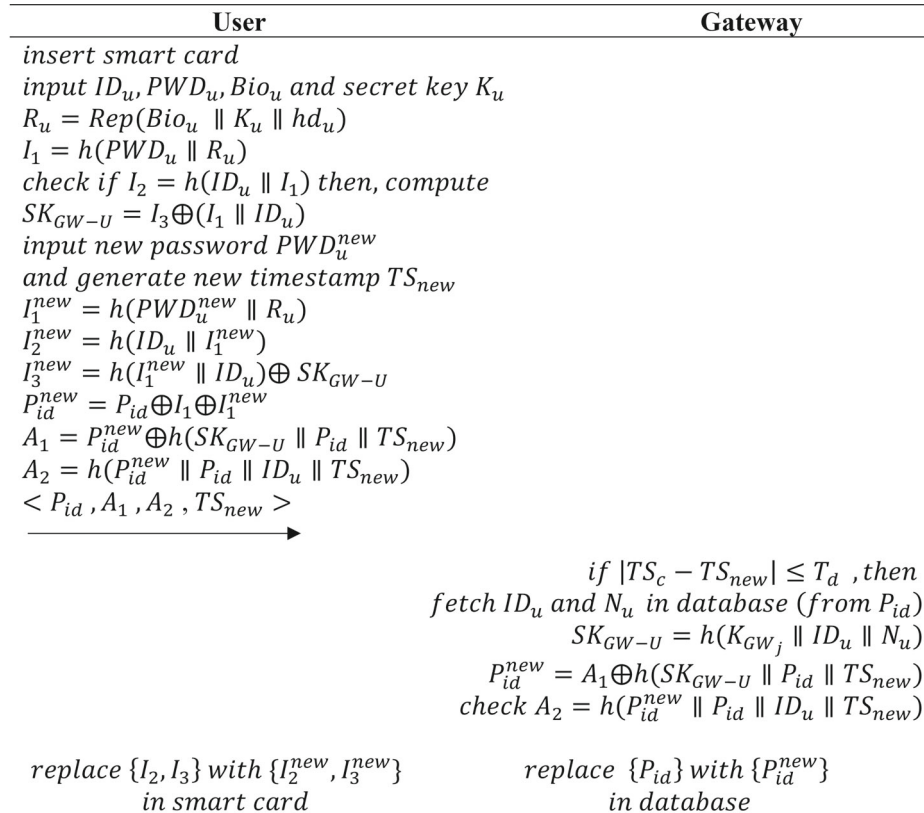 User Gateway
insert smart card
input ID_u, PWD_u, Bio_u and secret key K_u
R_u = Rep(Bio_u ∥ K_u ∥ hd_u)
I_1 = h(PWD_u ∥ R_u)
check if I_2 = h(ID_u ∥ I_1) then, compute
SK_{GW−U} = I_3⊕(I_1 ∥ ID_u)
input new password PWD_u^{new}
and generate new timestamp TS_{new}
I_1^{new} = h(PWD_u^{new} ∥ R_u)
I_2^{new} = h(ID_u ∥ I_1^{new})
I_3^{new} = h(I_1^{new} ∥ ID_u)⊕ SK_{GW−U}
P_{id}^{new} = P_{id}⊕I_1⊕I_1^{new}
A_1 = P_{id}^{new}⊕h(SK_{GW−U} ∥ P_{id} ∥ TS_{new})
A_2 = h(P_{id}^{new} ∥ P_{id} ∥ ID_u ∥ TS_{new})
< P_{id} , A_1 , A_2 , TS_{new} >
if |TS_c − TS_{new}| ≤ T_d , then
fetch ID_u and N_u in database (from P_{id})
SK_{GW−U} = h(K_{GW_j} ∥ ID_u ∥ N_u)
P_{id}^{new} = A_1⊕h(SK_{GW−U} ∥ P_{id} ∥ TS_{new})
check A_2 = h(P_{id}^{new} ∥ P_{id} ∥ ID_u ∥ TS_{new})
replace {I_2, I_3} with {I_2^{new}, I_3^{new}}
in smart card
replace {P_{id}} with {P_{id}^{new}}
in database